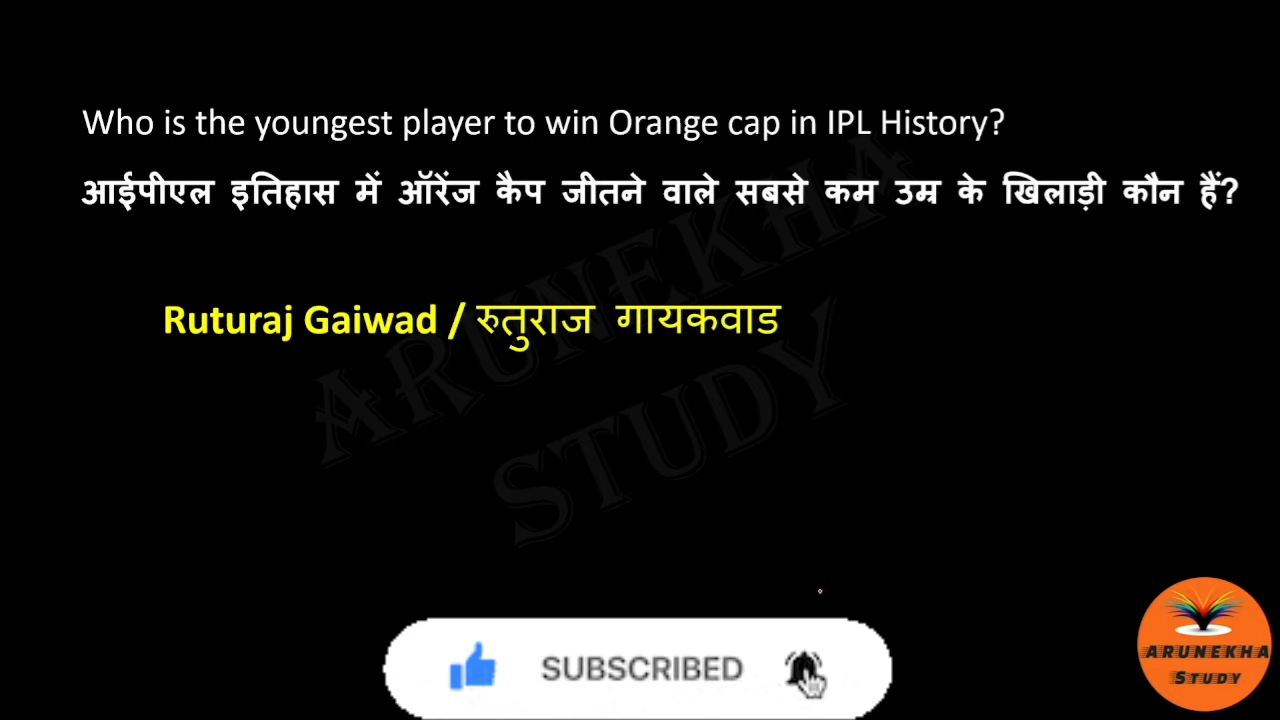 Who is the youngest player to win Orange cap in IPL History?
आईपीएल इतिहास में ऑरेंज कैप जीतने वाले सबसे कम उम्र के खिलाड़ी कौन हैं?
Ruturaj Gaiwad / रुतुराज गायकवाड
ARUNEKHA
STUDY
SUBSCRIBED
ARUNEKHA
STUDY